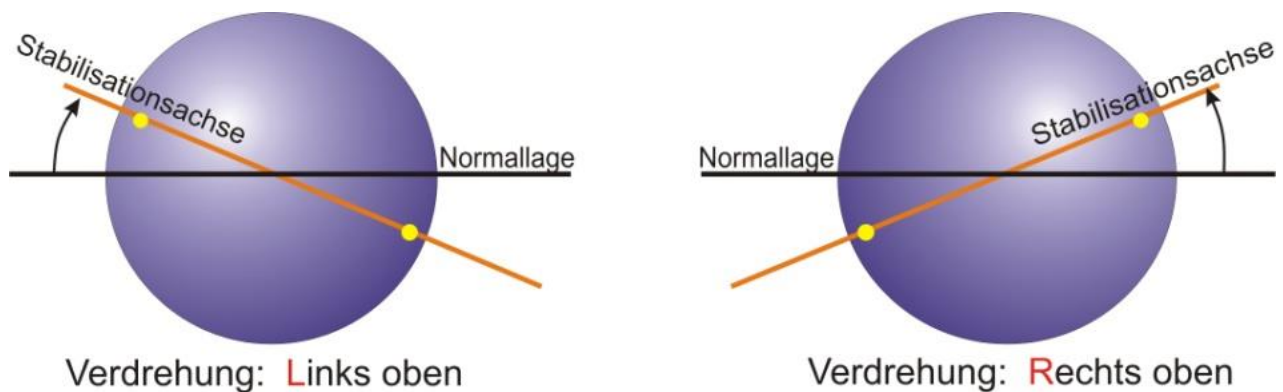 Stabilisationsachse
Normallage
Verdrehung: Links oben
Stabilisationsachse
Normallage
Verdrehung: Rechts oben